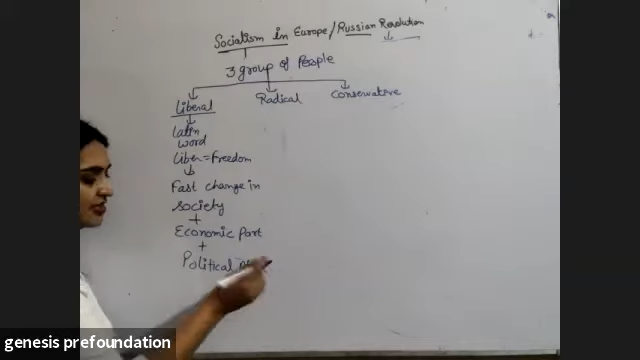 Socialism in Europe/Russian Revolution
3 group of People
Liberal Radical Conservative
Latin
word
Liber=Freedom
Fast change in
society
+
Economic Part
+
Political
genesis prefoundation